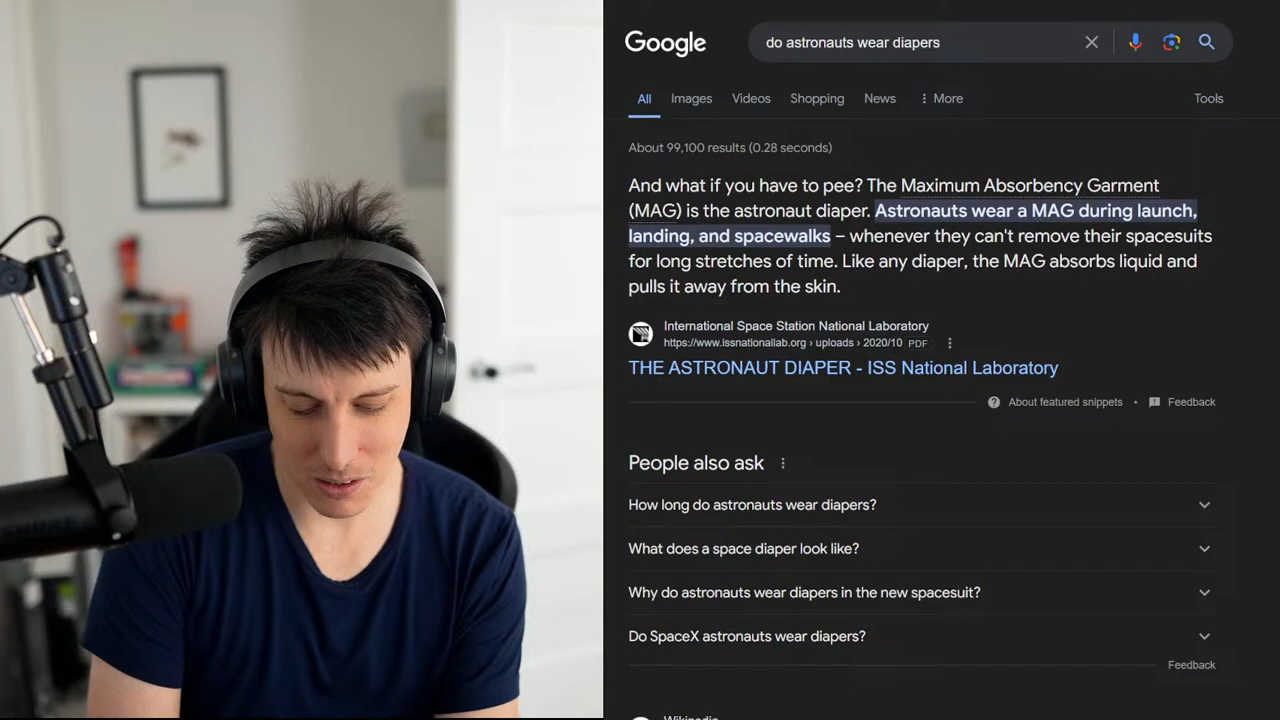 Google
do astronauts wear diapers
All Images Videos Shopping News More Tools
About 99,100 results (0.28 seconds)
And what if you have to pee? The Maximum Absorbency Garment
(MAG) is the astronaut diaper. Astronauts wear a MAG during launch,
landing, and spacewalks – whenever they can't remove their spacesuits
for long stretches of time. Like any diaper, the MAG absorbs liquid and
pulls it away from the skin.
International Space Station National Laboratory
https://www.issnationallab.org › uploads › 2020/10 PDF
THE ASTRONAUT DIAPER - ISS National Laboratory
About featured snippets • Feedback
People also ask
How long do astronauts wear diapers?
What does a space diaper look like?
Why do astronauts wear diapers in the new spacesuit?
Do SpaceX astronauts wear diapers?
Feedback
Wikipedia